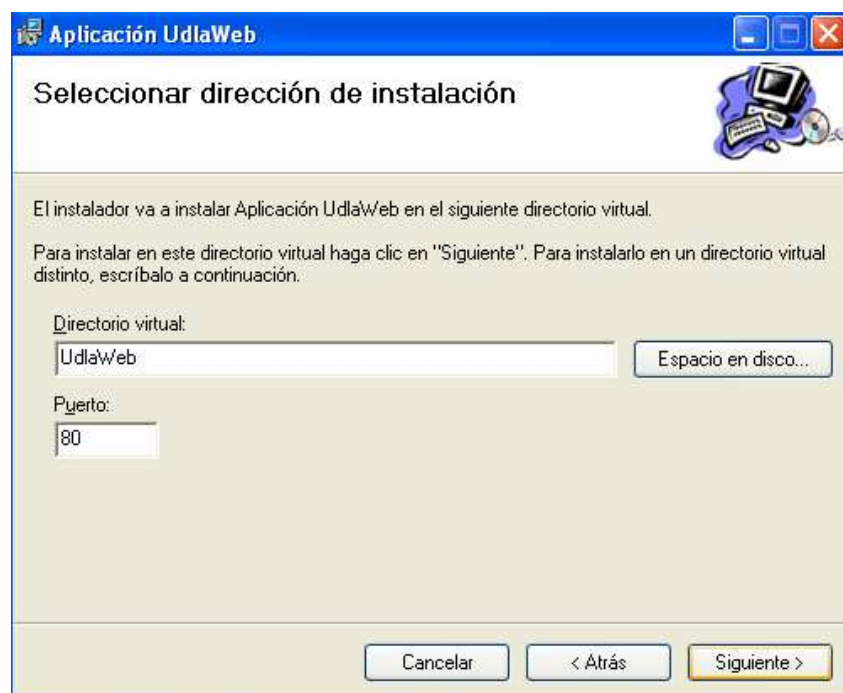 Aplicación UdlaWeb
Seleccionar dirección de instalación
El instalador va a instalar Aplicación UdlaWeb en el siguiente directorio virtual.
Para instalar en este directorio virtual haga clic en "Siguiente". Para instalarlo en un directorio virtual
distinto, escríbalo a continuación.
Directorio virtual:
UdlaWeb
Espacio en disco...
Puerto:
80
Cancelar
< Atrás
Siguiente >